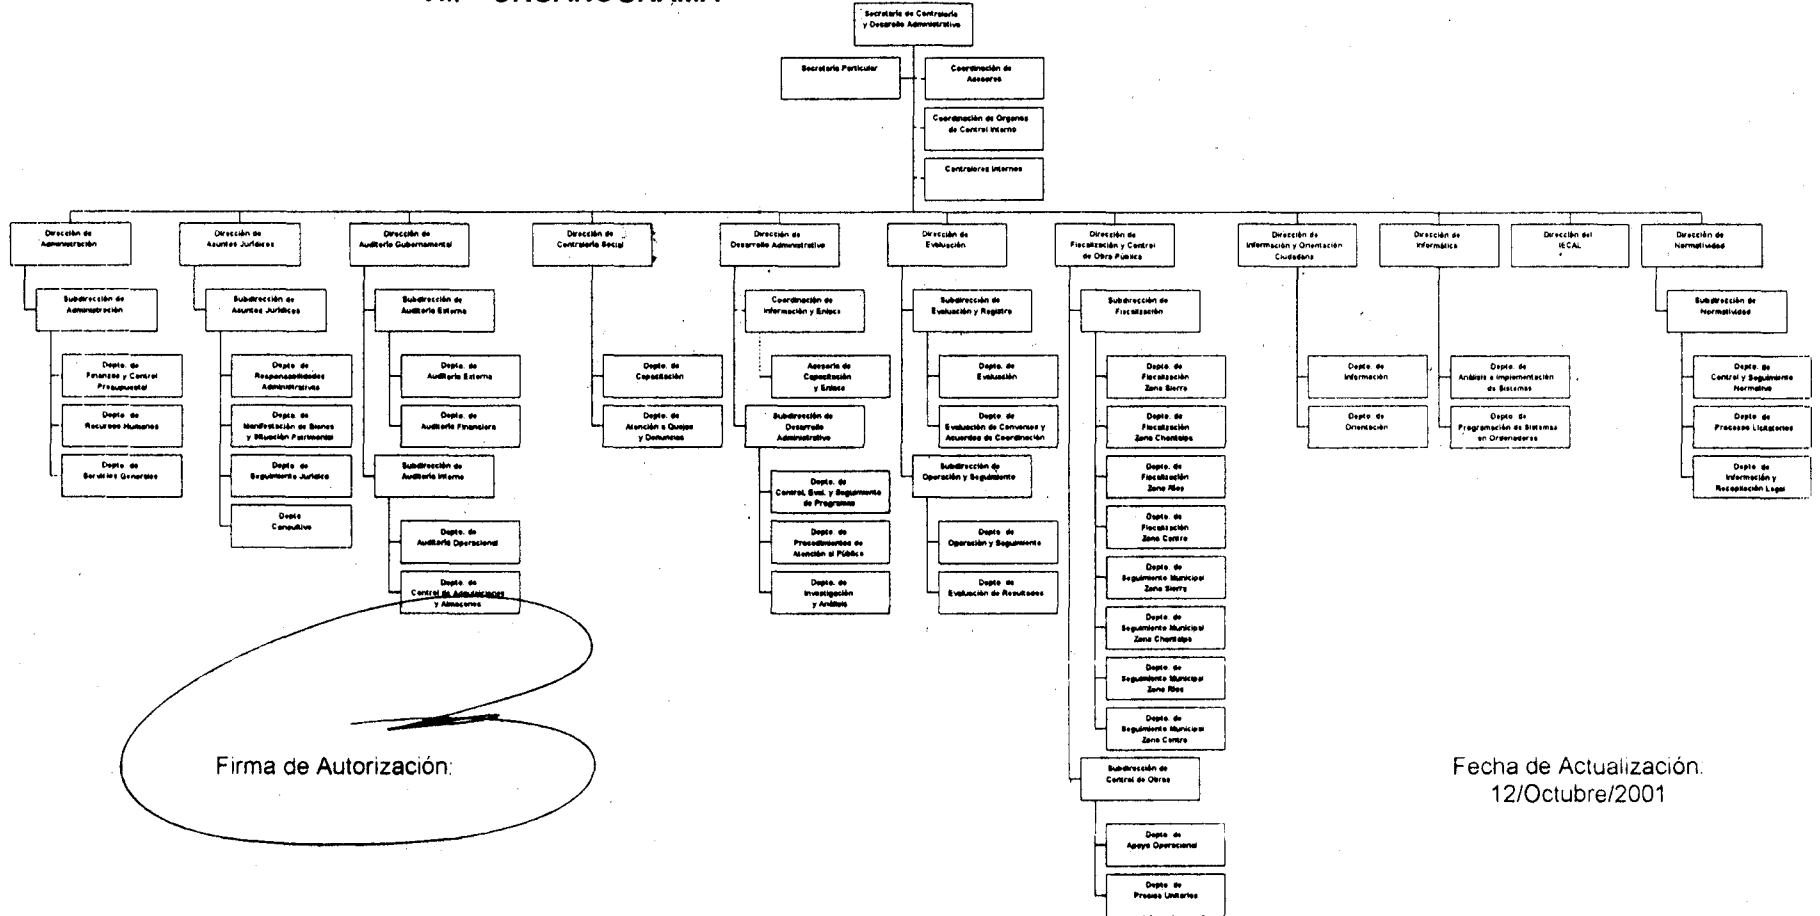 Secretaría de Contraloría
y Desarrollo Administrativo
Secretaría Particular
Coordinación de
Asesores
Coordinación de Organos
de Control Interno
Contralores Internos
Dirección de
Administración
Subdirección de
Administración
Depto. de
Finanzas y Control
Presupuestal
Depto. de
Recursos Humanos
Depto. de
Servicios Generales
Dirección de
Asuntos Jurídicos
Subdirección de
Asuntos Jurídicos
Depto. de
Responsabilidades
Administrativas
Depto. de
Manifestación de Bienes
y Situación Patrimonial
Depto. de
Seguimiento Jurídico
Depto.
Consultivo
Dirección de
Auditoría Gubernamental
Subdirección de
Auditoría Externa
Depto. de
Auditoría Externa
Depto. de
Auditoría Financiera
Subdirección de
Auditoría Interna
Depto. de
Auditoría Operacional
Depto. de
Control de Adquisiciones
y Almacenes
Dirección de
Contraloría Social
Depto. de
Capacitación
Depto. de
Atención a Quejas
y Denuncias
Dirección de
Desarrollo Administrativo
Coordinación de
Información y Enlace
Asesoría de
Capacitación
y Enlace
Subdirección de
Desarrollo
Administrativo
Depto. de
Control, Eval. y Seguimiento
de Programas
Depto. de
Procedimientos de
Atención al Público
Depto. de
Investigación
y Análisis
Dirección de
Evaluación
Subdirección de
Evaluación y Registro
Depto. de
Evaluación
Depto. de
Evaluación de Convenios y
Acuerdos de Coordinación
Subdirección de
Operación y Seguimiento
Depto. de
Operación y Seguimiento
Depto. de
Evaluación de Resultados
Dirección de
Fiscalización y Control
de Obra Pública
Subdirección de
Fiscalización
Depto. de
Fiscalización
Zona Sierra
Depto. de
Fiscalización
Zona Chontalpa
Depto. de
Fiscalización
Zona Ríos
Depto. de
Fiscalización
Zona Centro
Depto. de
Seguimiento Municipal
Zona Sierra
Depto. de
Seguimiento Municipal
Zona Chontalpa
Depto. de
Seguimiento Municipal
Zona Ríos
Depto. de
Seguimiento Municipal
Zona Centro
Subdirección de
Control de Obras
Depto. de
Apoyo Operacional
Depto. de
Precios Unitarios
Dirección de
Información y Orientación
Ciudadana
Depto. de
Información
Depto. de
Orientación
Dirección de
Informática
Depto. de
Análisis e Implementación
de Sistemas
Depto. de
Programación de Sistemas
en Ordenadores
Dirección del
IECAL
Dirección de
Normatividad
Subdirección de
Normatividad
Depto. de
Control y Seguimiento
Normativo
Depto. de
Procesos Licitatorios
Depto. de
Información y
Recopilación Legal
Firma de Autorización:
Fecha de Actualización:
12/Octubre/2001